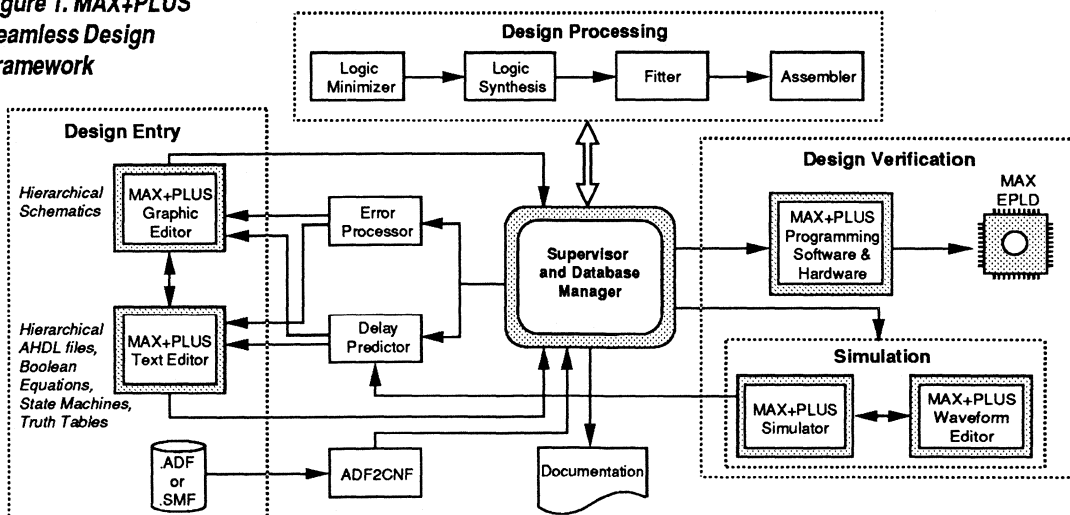 Figure 1. MAX+PLUS
Seamless Design
Framework
Design Processing
Logic
Minimizer
Logic
Synthesis
Fitter
Assembler
Design Entry
Hierarchical
Schematics
MAX+PLUS
Graphic
Editor
Hierarchical
AHDL files,
Boolean
Equations,
State Machines,
Truth Tables
MAX+PLUS
Text Editor
.ADF
or
.SMF
ADF2CNF
Error
Processor
Delay
Predictor
Supervisor
and Database
Manager
Documentation
Design Verification
MAX+PLUS
Programming
Software &
Hardware
MAX
EPLD
Simulation
MAX+PLUS
Simulator
MAX+PLUS
Waveform
Editor